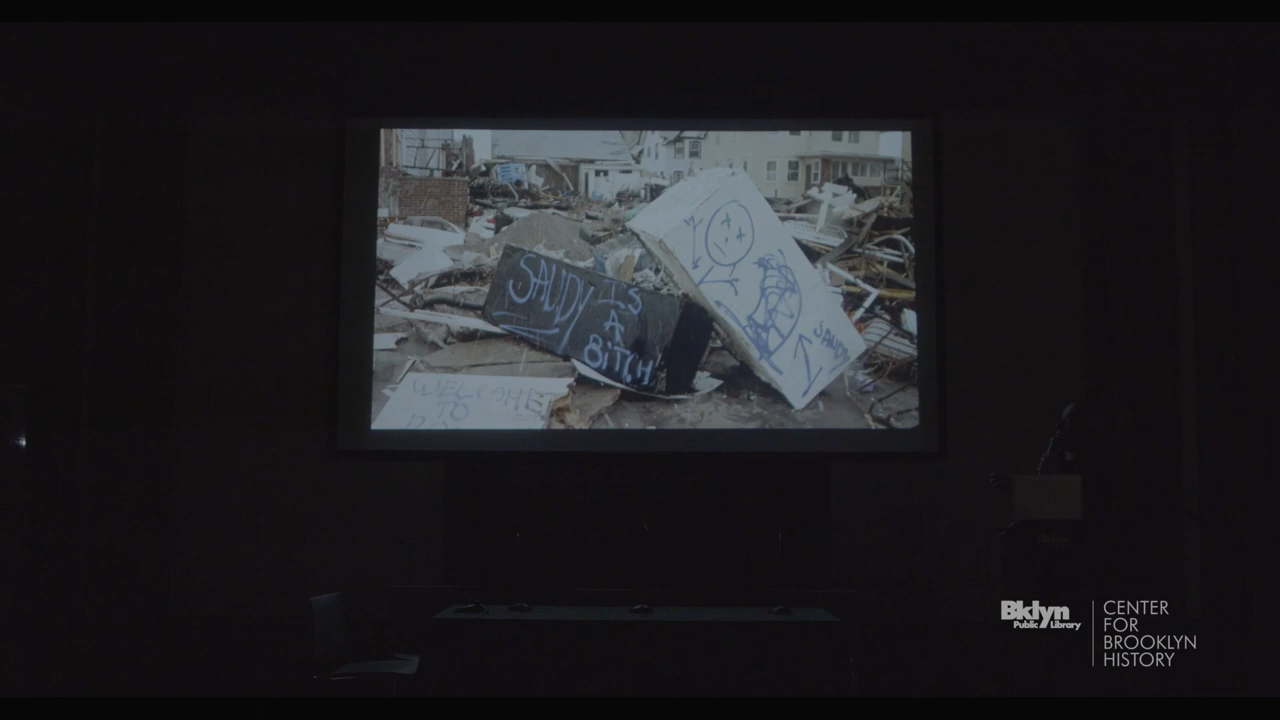 SANDY IS
A
BITCH!
SANDY
WELCOME
TO
Bklyn
Public Library
CENTER
FOR
BROOKLYN
HISTORY